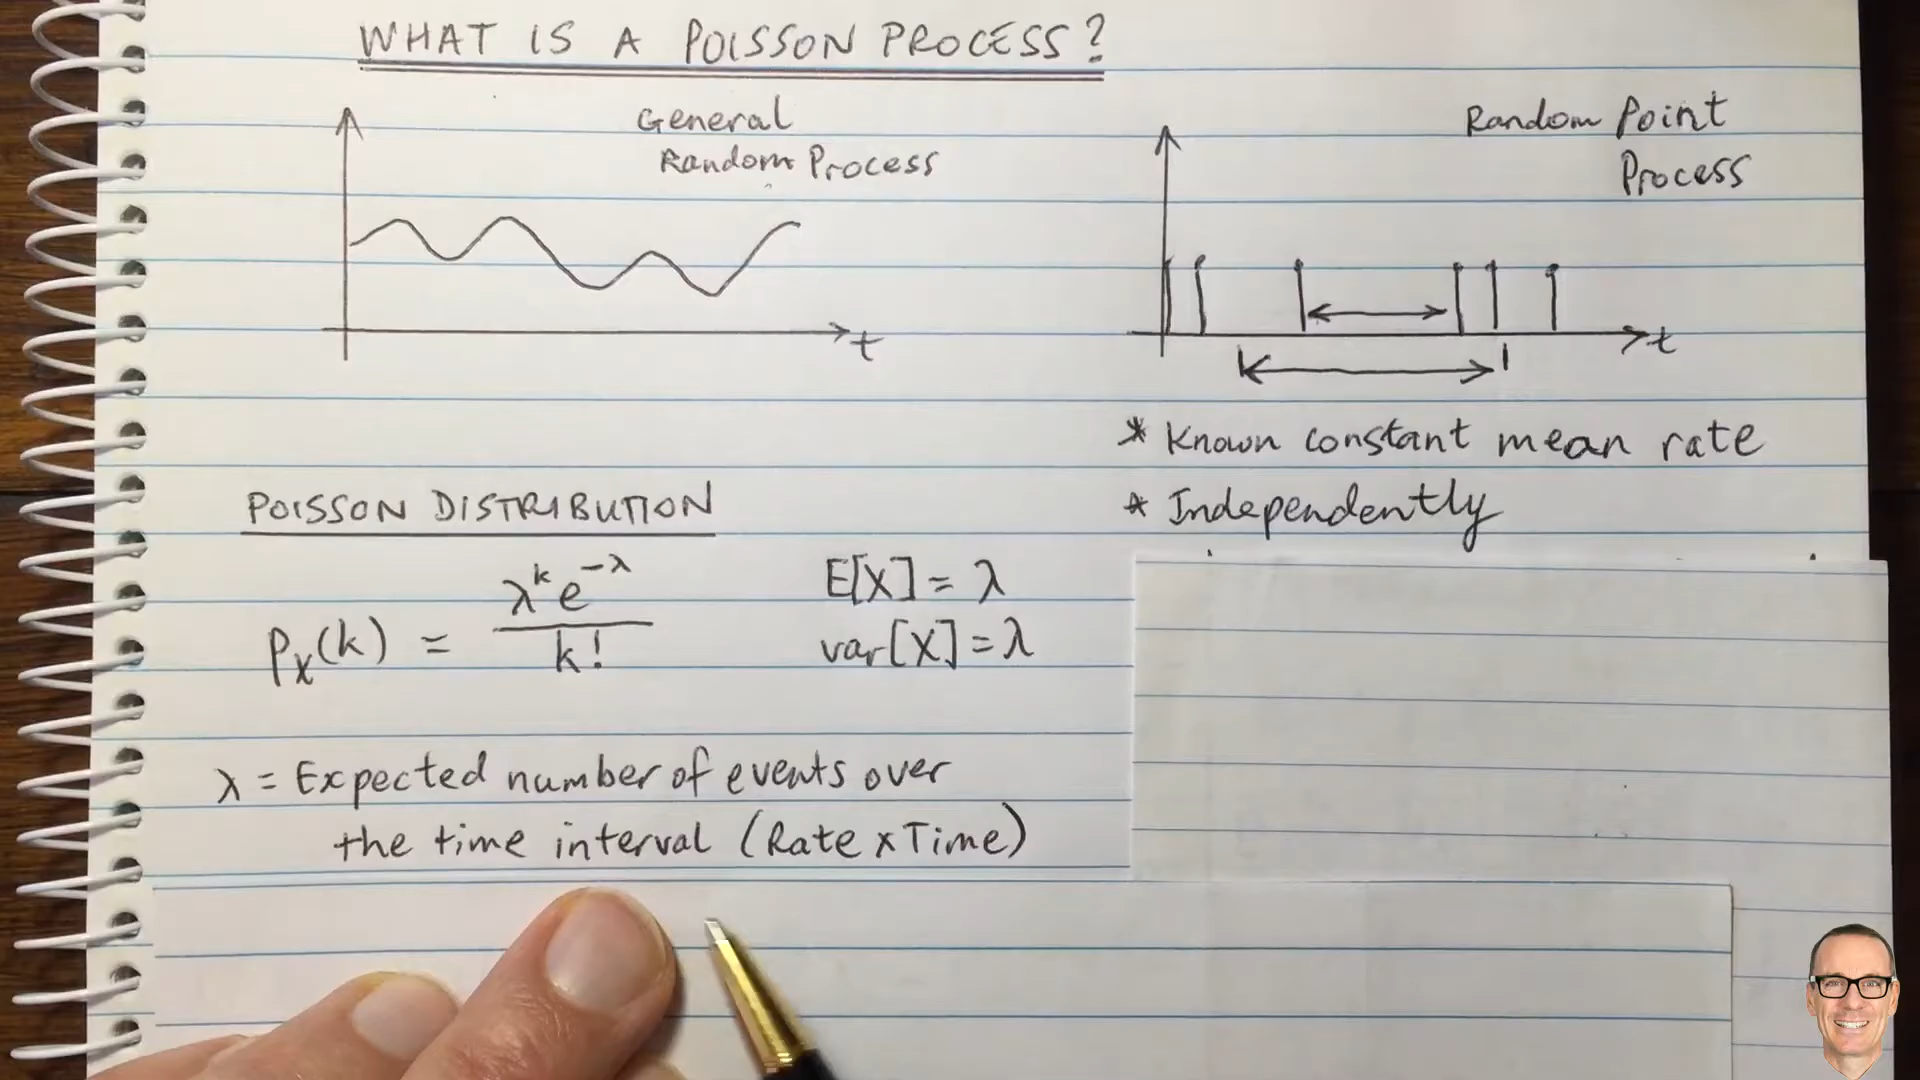 WHAT IS A POISSON PROCESS?
General
Random Process
t
Random Point
Process
t
* Known constant mean rate
* Independently
POISSON DISTRIBUTION
p_X(k) = λ^k e^{-λ} / k!
E[X] = λ
var[X] = λ
λ = Expected number of events over
the time interval (Rate x Time)